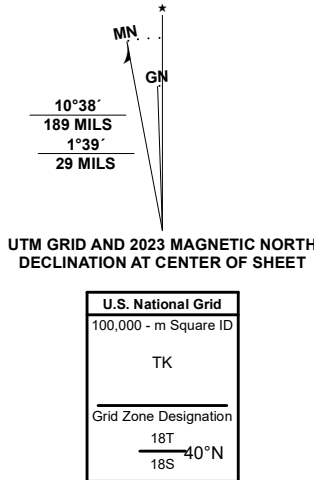 ★
MN
GN
10°38´
189 MILS
1°39´
29 MILS
UTM GRID AND 2023 MAGNETIC NORTH
DECLINATION AT CENTER OF SHEET
U.S. National Grid
100,000 - m Square ID
TK
Grid Zone Designation
18T
40°N
18S